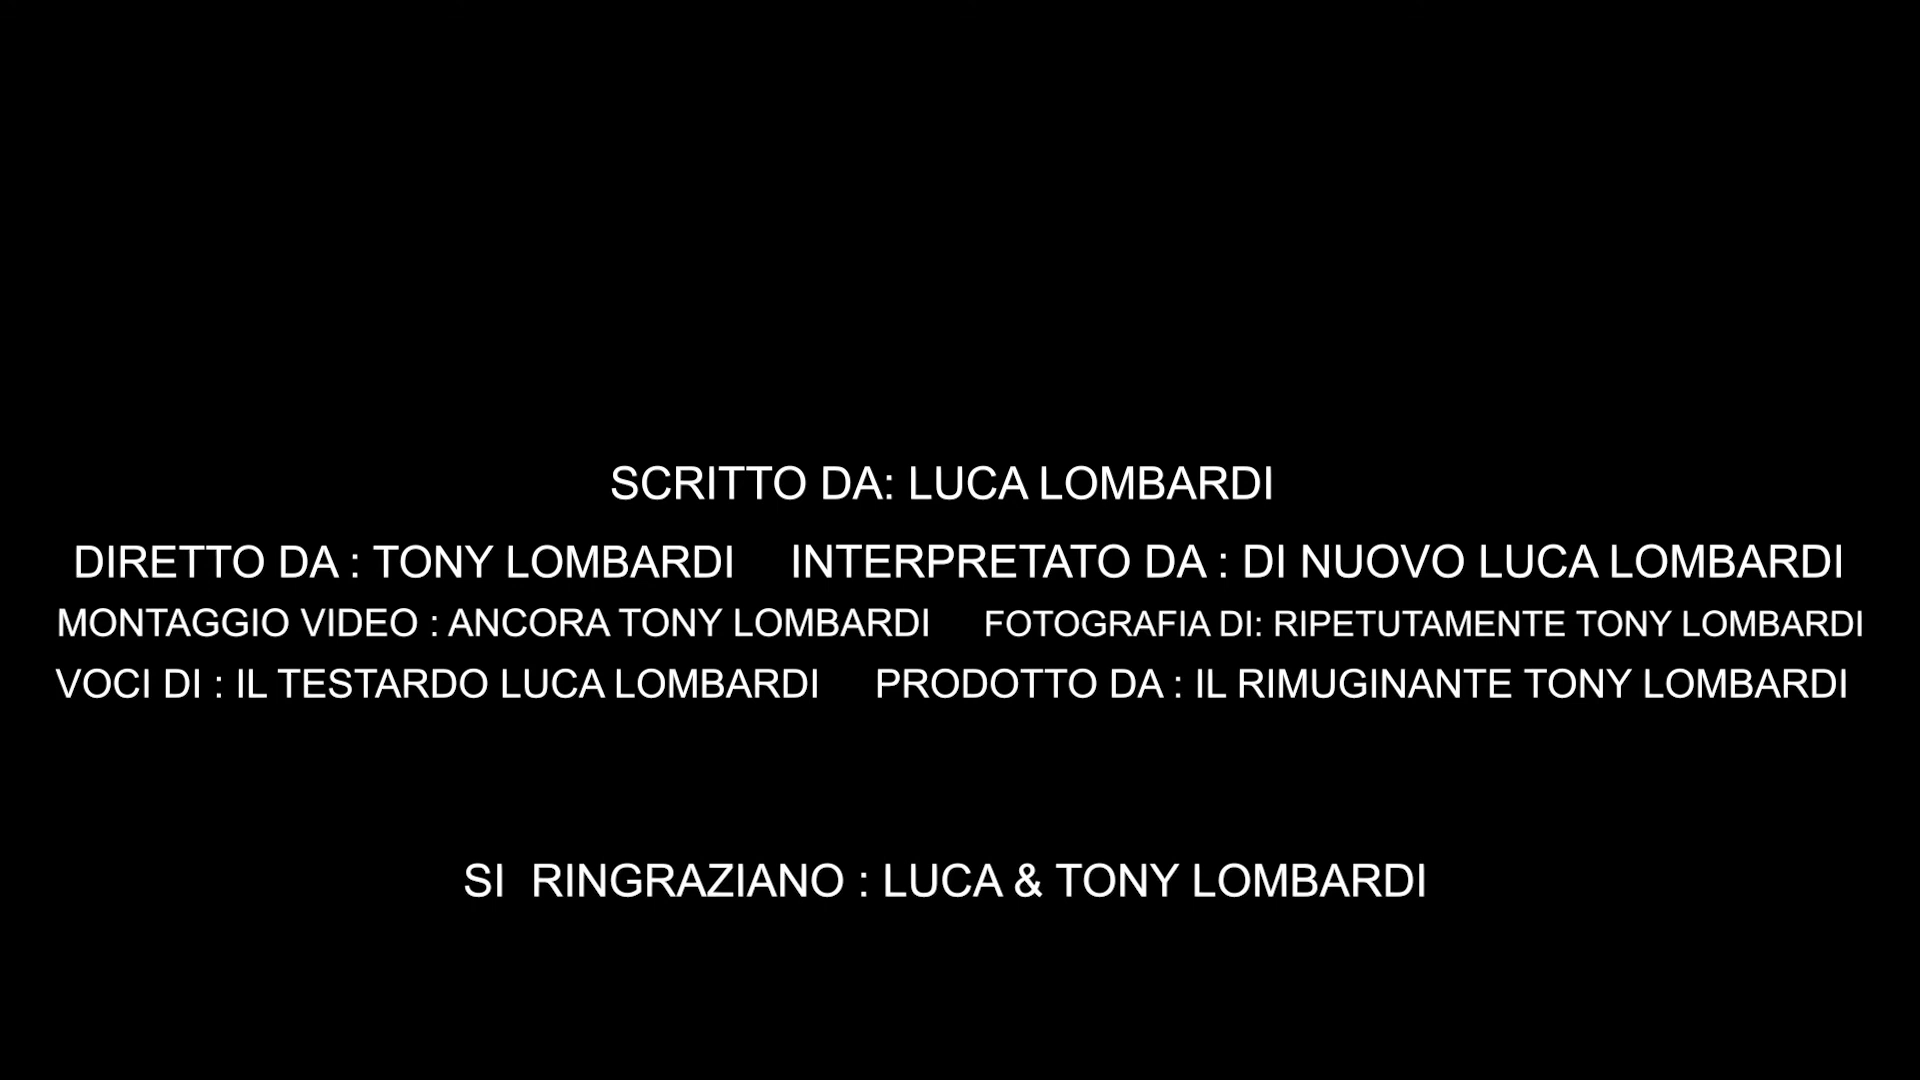 SCRITTO DA: LUCA LOMBARDI
DIRETTO DA : TONY LOMBARDI INTERPRETATO DA : DI NUOVO LUCA LOMBARDI
MONTAGGIO VIDEO : ANCORA TONY LOMBARDI FOTOGRAFIA DI: RIPETUTAMENTE TONY LOMBARDI
VOCI DI : IL TESTARDO LUCA LOMBARDI PRODOTTO DA : IL RIMUGINANTE TONY LOMBARDI
SI RINGRAZIANO : LUCA & TONY LOMBARDI